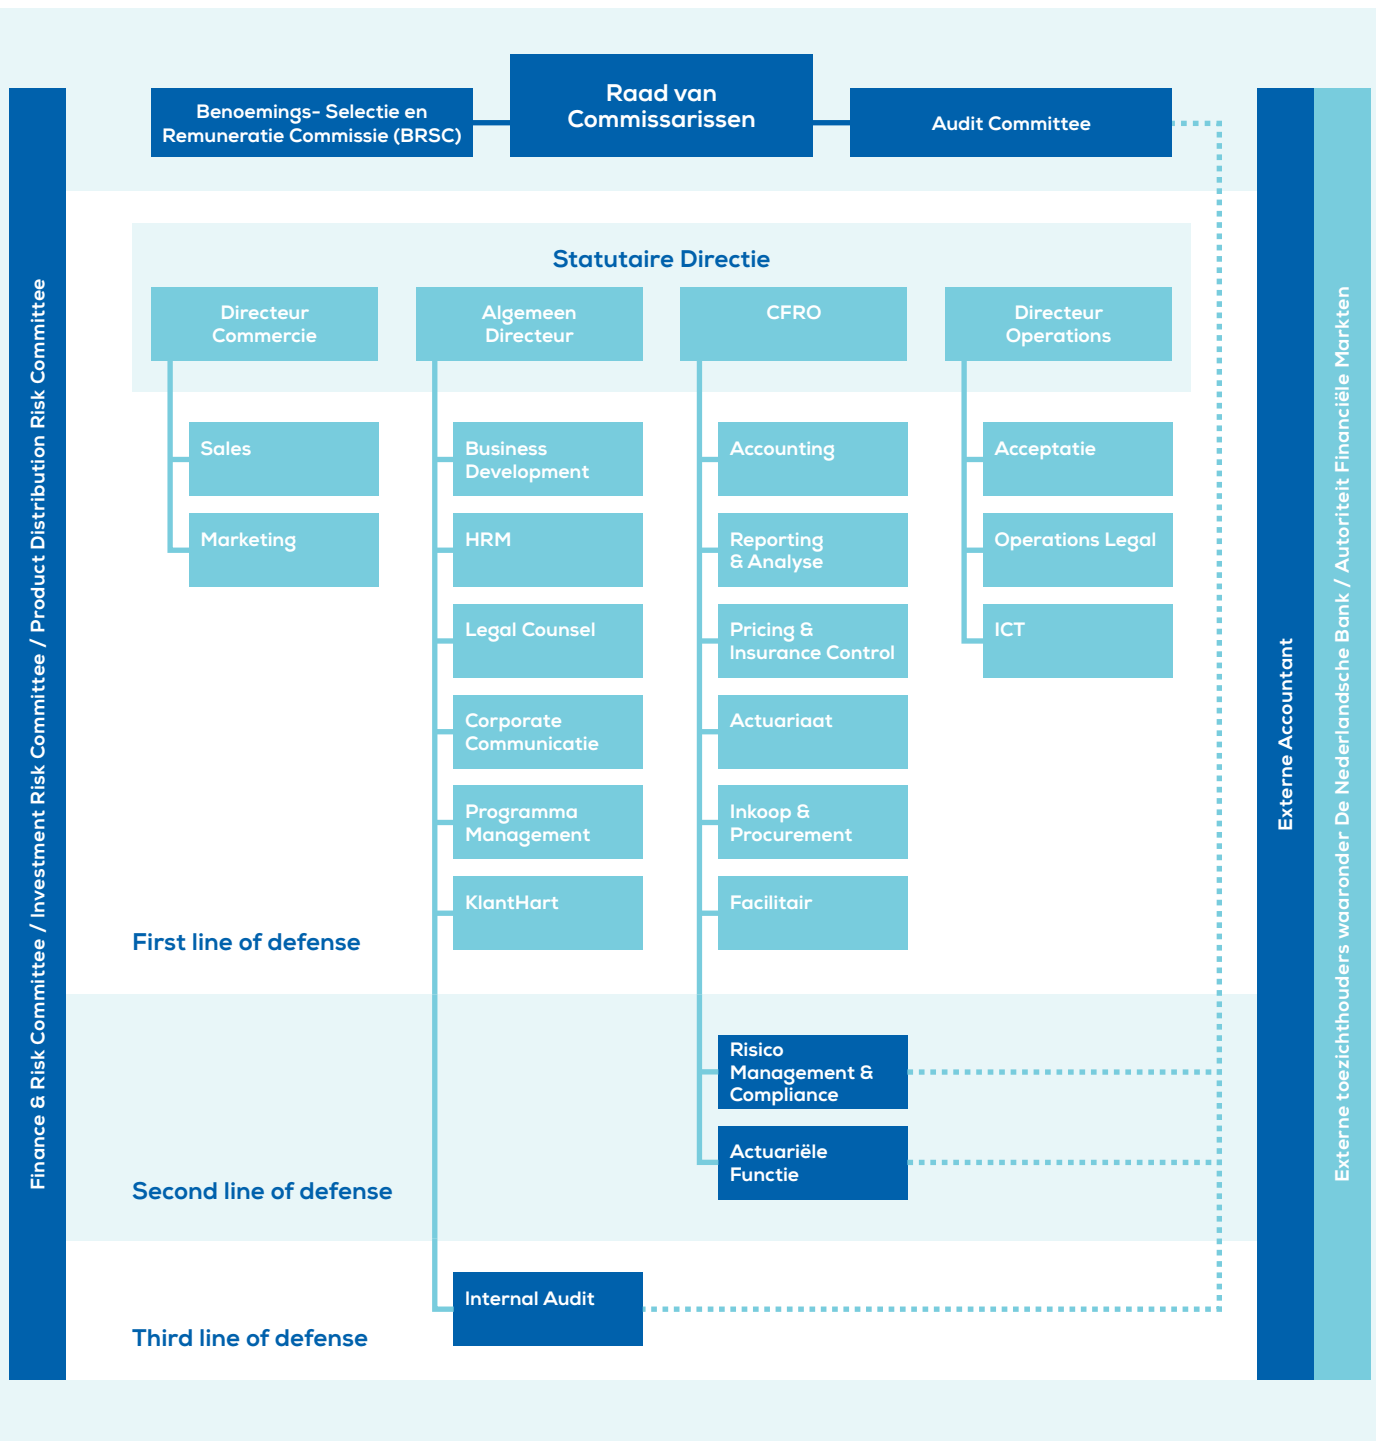 Raad van
Commissarissen
Benoemings- Selectie en
Remuneratie Commissie (BRSC)
Audit Committee
Statutaire Directie
Directeur
Commercie
Algemeen
Directeur
CFRO
Directeur
Operations
Sales
Marketing
Business
Development
HRM
Legal Counsel
Corporate
Communicatie
Programma
Management
KlantHart
Accounting
Reporting
& Analyse
Pricing &
Insurance Control
Actuariaat
Inkoop &
Procurement
Facilitair
Acceptatie
Operations Legal
ICT
First line of defense
Risico
Management &
Compliance
Actuariële
Functie
Second line of defense
Internal Audit
Third line of defense
Finance & Risk Committee / Investment Risk Committee / Product Distribution Risk Committee
Externe Accountant
Externe toezichthouders waaronder De Nederlandsche Bank / Autoriteit Financiële Markten